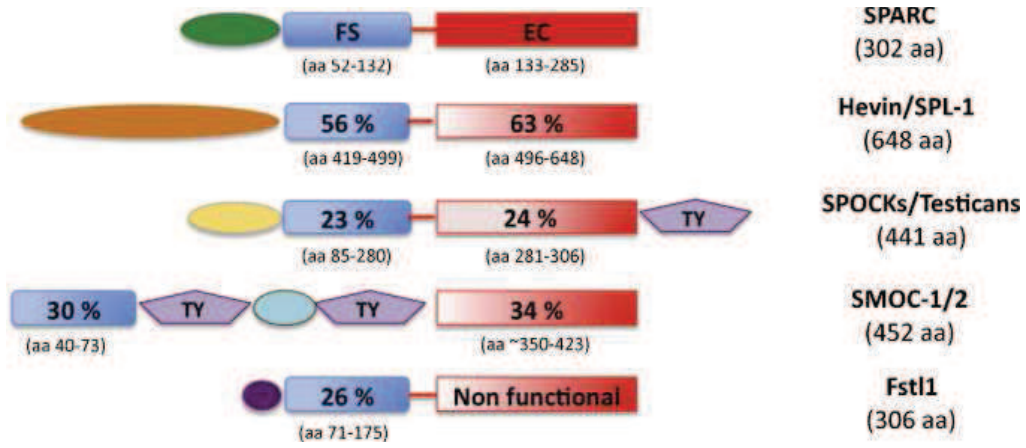 FS EC SPARC
(aa 52-132) (aa 133-285) (302 aa)
56 % 63 % Hevin/SPL-1
(aa 419-499) (aa 496-648) (648 aa)
23 % 24 % TY SPOCKs/Testicans
(aa 85-280) (aa 281-306) (441 aa)
30 % TY TY 34 % SMOC-1/2
(aa 40-73) (aa ~350-423) (452 aa)
26 % Non functional Fstl1
(aa 71-175) (306 aa)